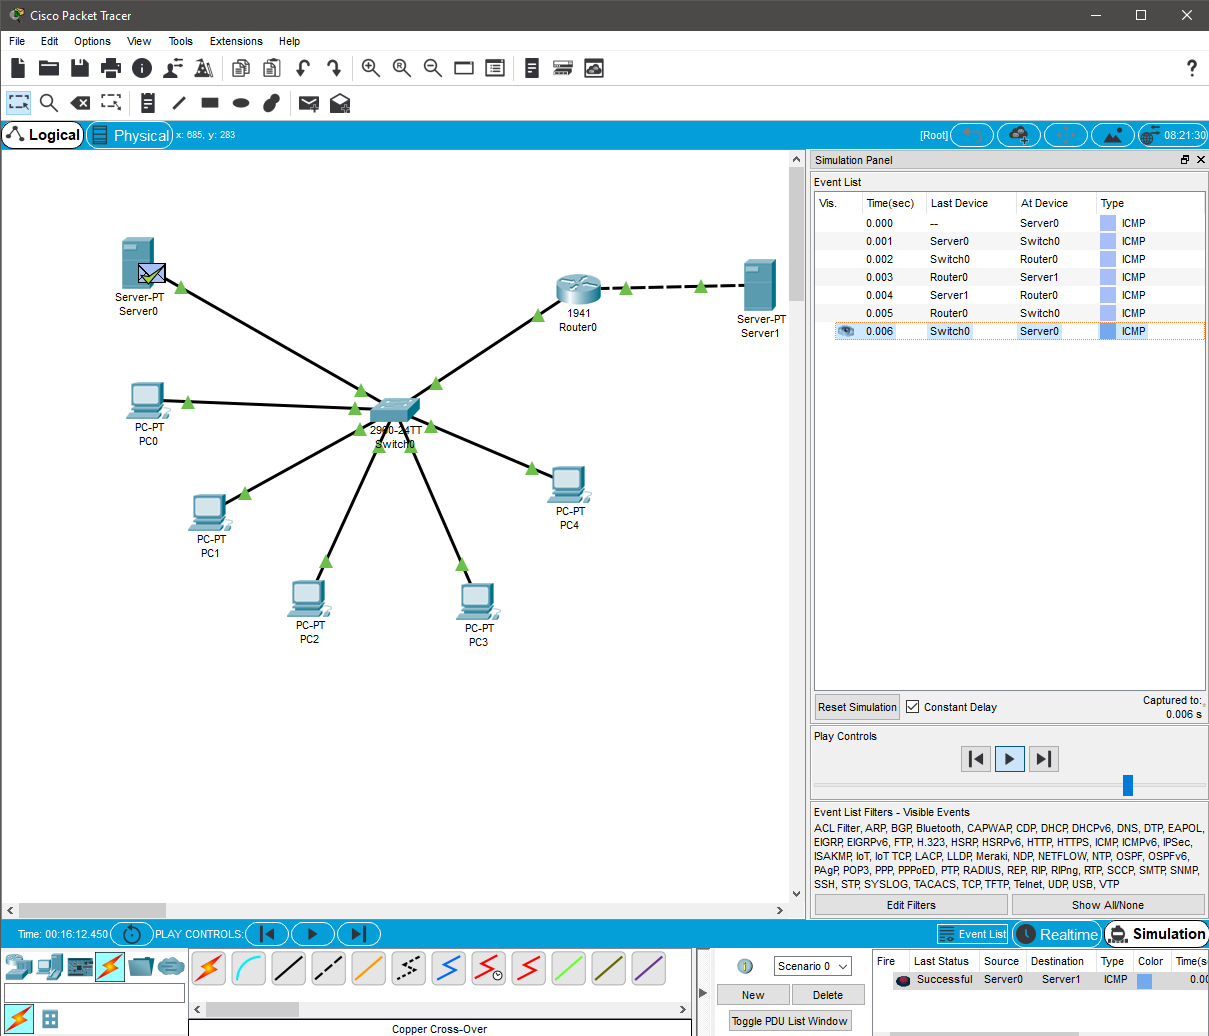 Cisco Packet Tracer
File Edit Options View Tools Extensions Help
?
Logical Physical x: 685, y: 283 [Root] 08:21:30
Simulation Panel
Event List
Vis. Time(sec) Last Device At Device Type
0.000 -- Server0 ICMP
0.001 Server0 Switch0 ICMP
0.002 Switch0 Router0 ICMP
0.003 Router0 Server1 ICMP
0.004 Server1 Router0 ICMP
0.005 Router0 Switch0 ICMP
0.006 Switch0 Server0 ICMP
Server-PT
Server0
1941
Router0
Server-PT
Server1
PC-PT
PC0
2960-24TT
Switch0
PC-PT
PC4
PC-PT
PC1
PC-PT
PC2
PC-PT
PC3
Reset Simulation Constant Delay Captured to:
0.006 s
Play Controls
Event List Filters - Visible Events
ACL Filter, ARP, BGP, Bluetooth, CAPWAP, CDP, DHCP, DHCPv6, DNS, DTP, EAPOL,
EIGRP, EIGRPv6, FTP, H.323, HSRP, HSRPv6, HTTP, HTTPS, ICMP, ICMPv6, IPSec,
ISAKMP, IoT, IoT TCP, LACP, LLDP, Meraki, NDP, NETFLOW, NTP, OSPF, OSPFv6,
PAgP, POP3, PPP, PPPoED, PTP, RADIUS, REP, RIP, RIPng, RTP, SCCP, SMTP, SNMP,
SSH, STP, SYSLOG, TACACS, TCP, TFTP, Telnet, UDP, USB, VTP
Edit Filters Show All/None
Time: 00:16:12.450 PLAY CONTROLS: Event List Realtime Simulation
Scenario 0
New Delete
Toggle PDU List Window
Fire Last Status Source Destination Type Color Time(s
Successful Server0 Server1 ICMP 0.00
Copper Cross-Over